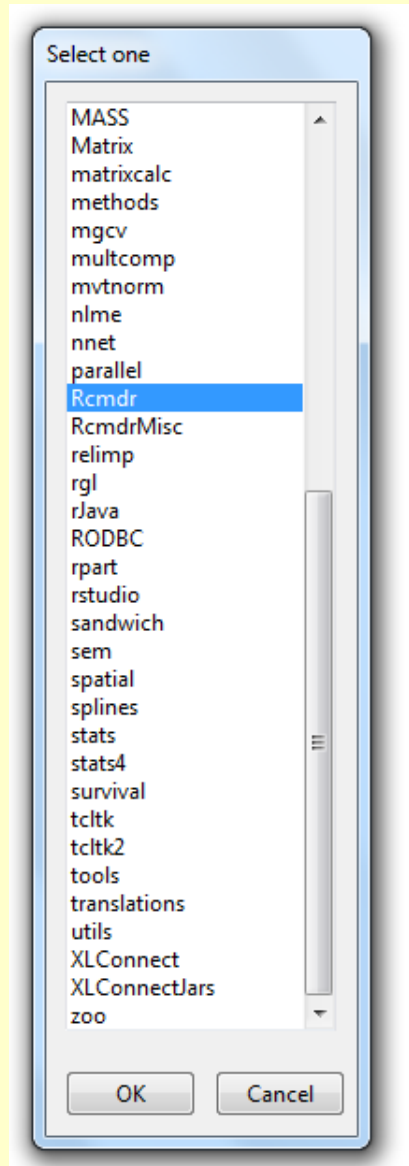 Select one
MASS
Matrix
matrixcalc
methods
mgcv
multcomp
mvtnorm
nlme
nnet
parallel
Rcmdr
RcmdrMisc
relimp
rgl
rJava
RODBC
rpart
rstudio
sandwich
sem
spatial
splines
stats
stats4
survival
tcltk
tcltk2
tools
translations
utils
XLConnect
XLConnectJars
zoo
OK Cancel